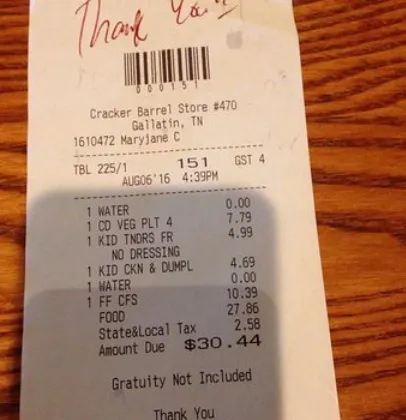 Thank You!!
000151
Cracker Barrel Store #470
Gallatin, TN
1610472 Maryjane C
TBL 225/1 151 GST 4
AUG06'16 4:39PM
1 WATER 0.00
1 CD VEG PLT 4 7.79
1 KID TNDRS FR 4.99
NO DRESSING
1 KID CKN & DUMPL 4.69
1 WATER 0.00
1 FF CFS 10.39
FOOD 27.86
State&Local Tax 2.58
Amount Due $30.44
Gratuity Not Included
Thank You